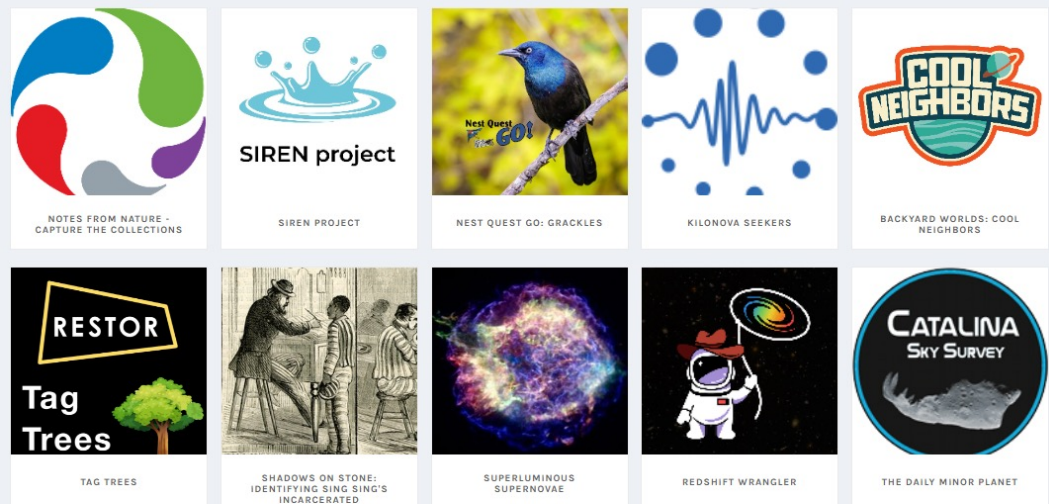 SIREN project
Nest Quest
GO!
COOL
NEIGHBORS
NOTES FROM NATURE -
CAPTURE THE COLLECTIONS
SIREN PROJECT
NEST QUEST GO: GRACKLES
KILONOVA SEEKERS
BACKYARD WORLDS: COOL
NEIGHBORS
RESTOR
Tag
Trees
CATALINA
SKY SURVEY
TAG TREES
SHADOWS ON STONE:
IDENTIFYING SING SING'S
INCARCERATED
SUPERLUMINOUS
SUPERNOVAE
REDSHIFT WRANGLER
THE DAILY MINOR PLANET